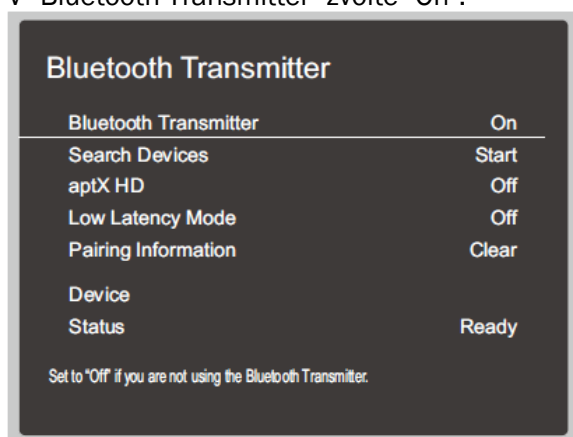 V "Bluetooth Transmitter" zvolte "On".
Bluetooth Transmitter
Bluetooth Transmitter On
Search Devices Start
aptX HD Off
Low Latency Mode Off
Pairing Information Clear
Device
Status Ready
Set to "Off" if you are not using the Bluetooth Transmitter.